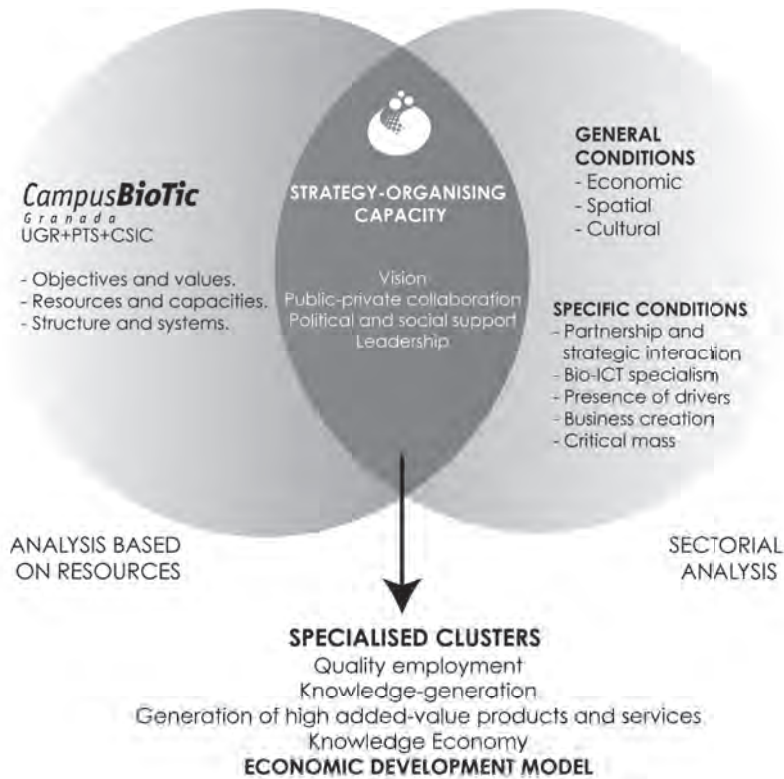 CampusBioTic
Granada
UGR+PTS+CSIC
- Objectives and values.
- Resources and capacities.
- Structure and systems.
STRATEGY-ORGANISING
CAPACITY
Vision
Public-private collaboration
Political and social support
Leadership
GENERAL
CONDITIONS
- Economic
- Spatial
- Cultural
SPECIFIC CONDITIONS
- Partnership and
strategic interaction
- Bio-ICT specialism
- Presence of drivers
- Business creation
- Critical mass
ANALYSIS BASED
ON RESOURCES
SECTORIAL
ANALYSIS
SPECIALISED CLUSTERS
Quality employment
Knowledge-generation
Generation of high added-value products and services
Knowledge Economy
ECONOMIC DEVELOPMENT MODEL